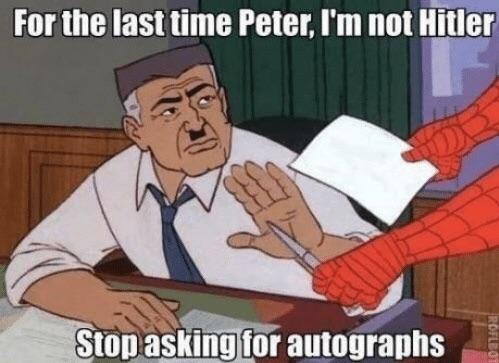 For the last time Peter, I'm not Hitler
Stop asking for autographs